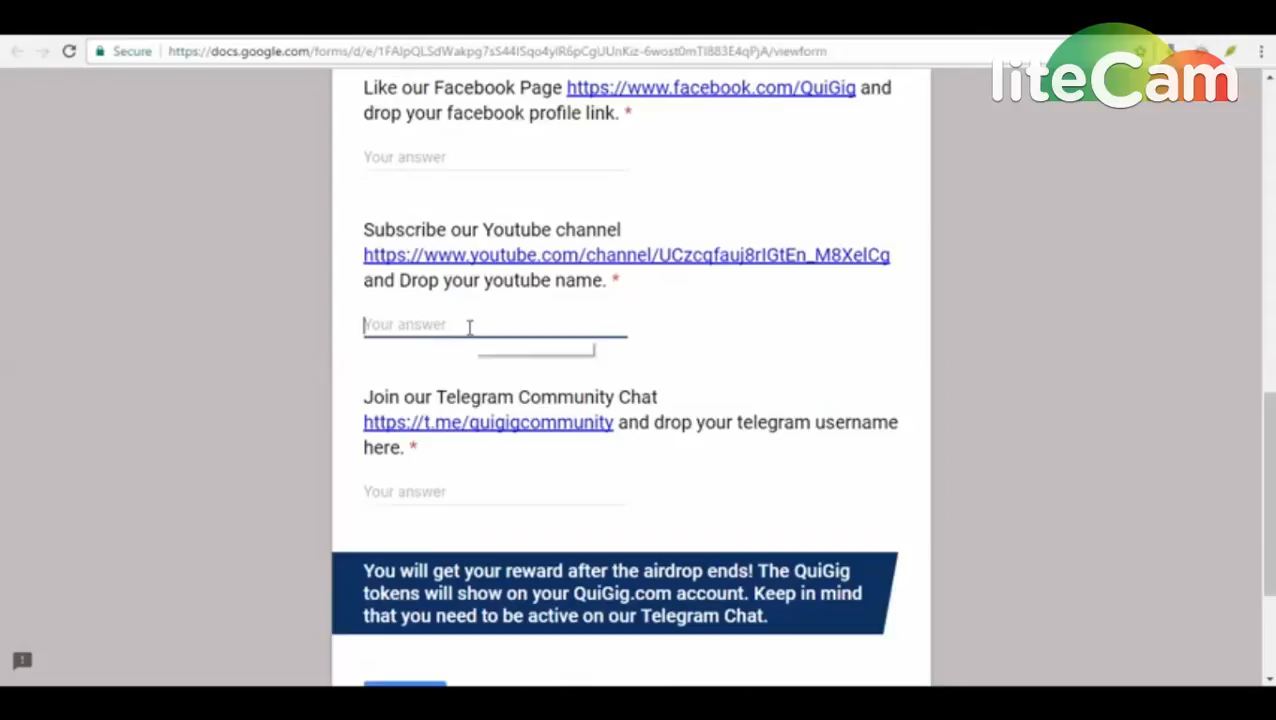 Secure
liteCam
Like our Facebook Page https://www.facebook.com/QuiGig and
drop your facebook profile link. *
Your answer
Subscribe our Youtube channel
https://www.youtube.com/channel/UCzcqfauj8rIGtEn_M8XelCg
and Drop your youtube name. *
Your answer
Join our Telegram Community Chat
https://t.me/quigigcommunity and drop your telegram username
here. *
Your answer
You will get your reward after the airdrop ends! The QuiGig
tokens will show on your QuiGig.com account. Keep in mind
that you need to be active on our Telegram Chat.